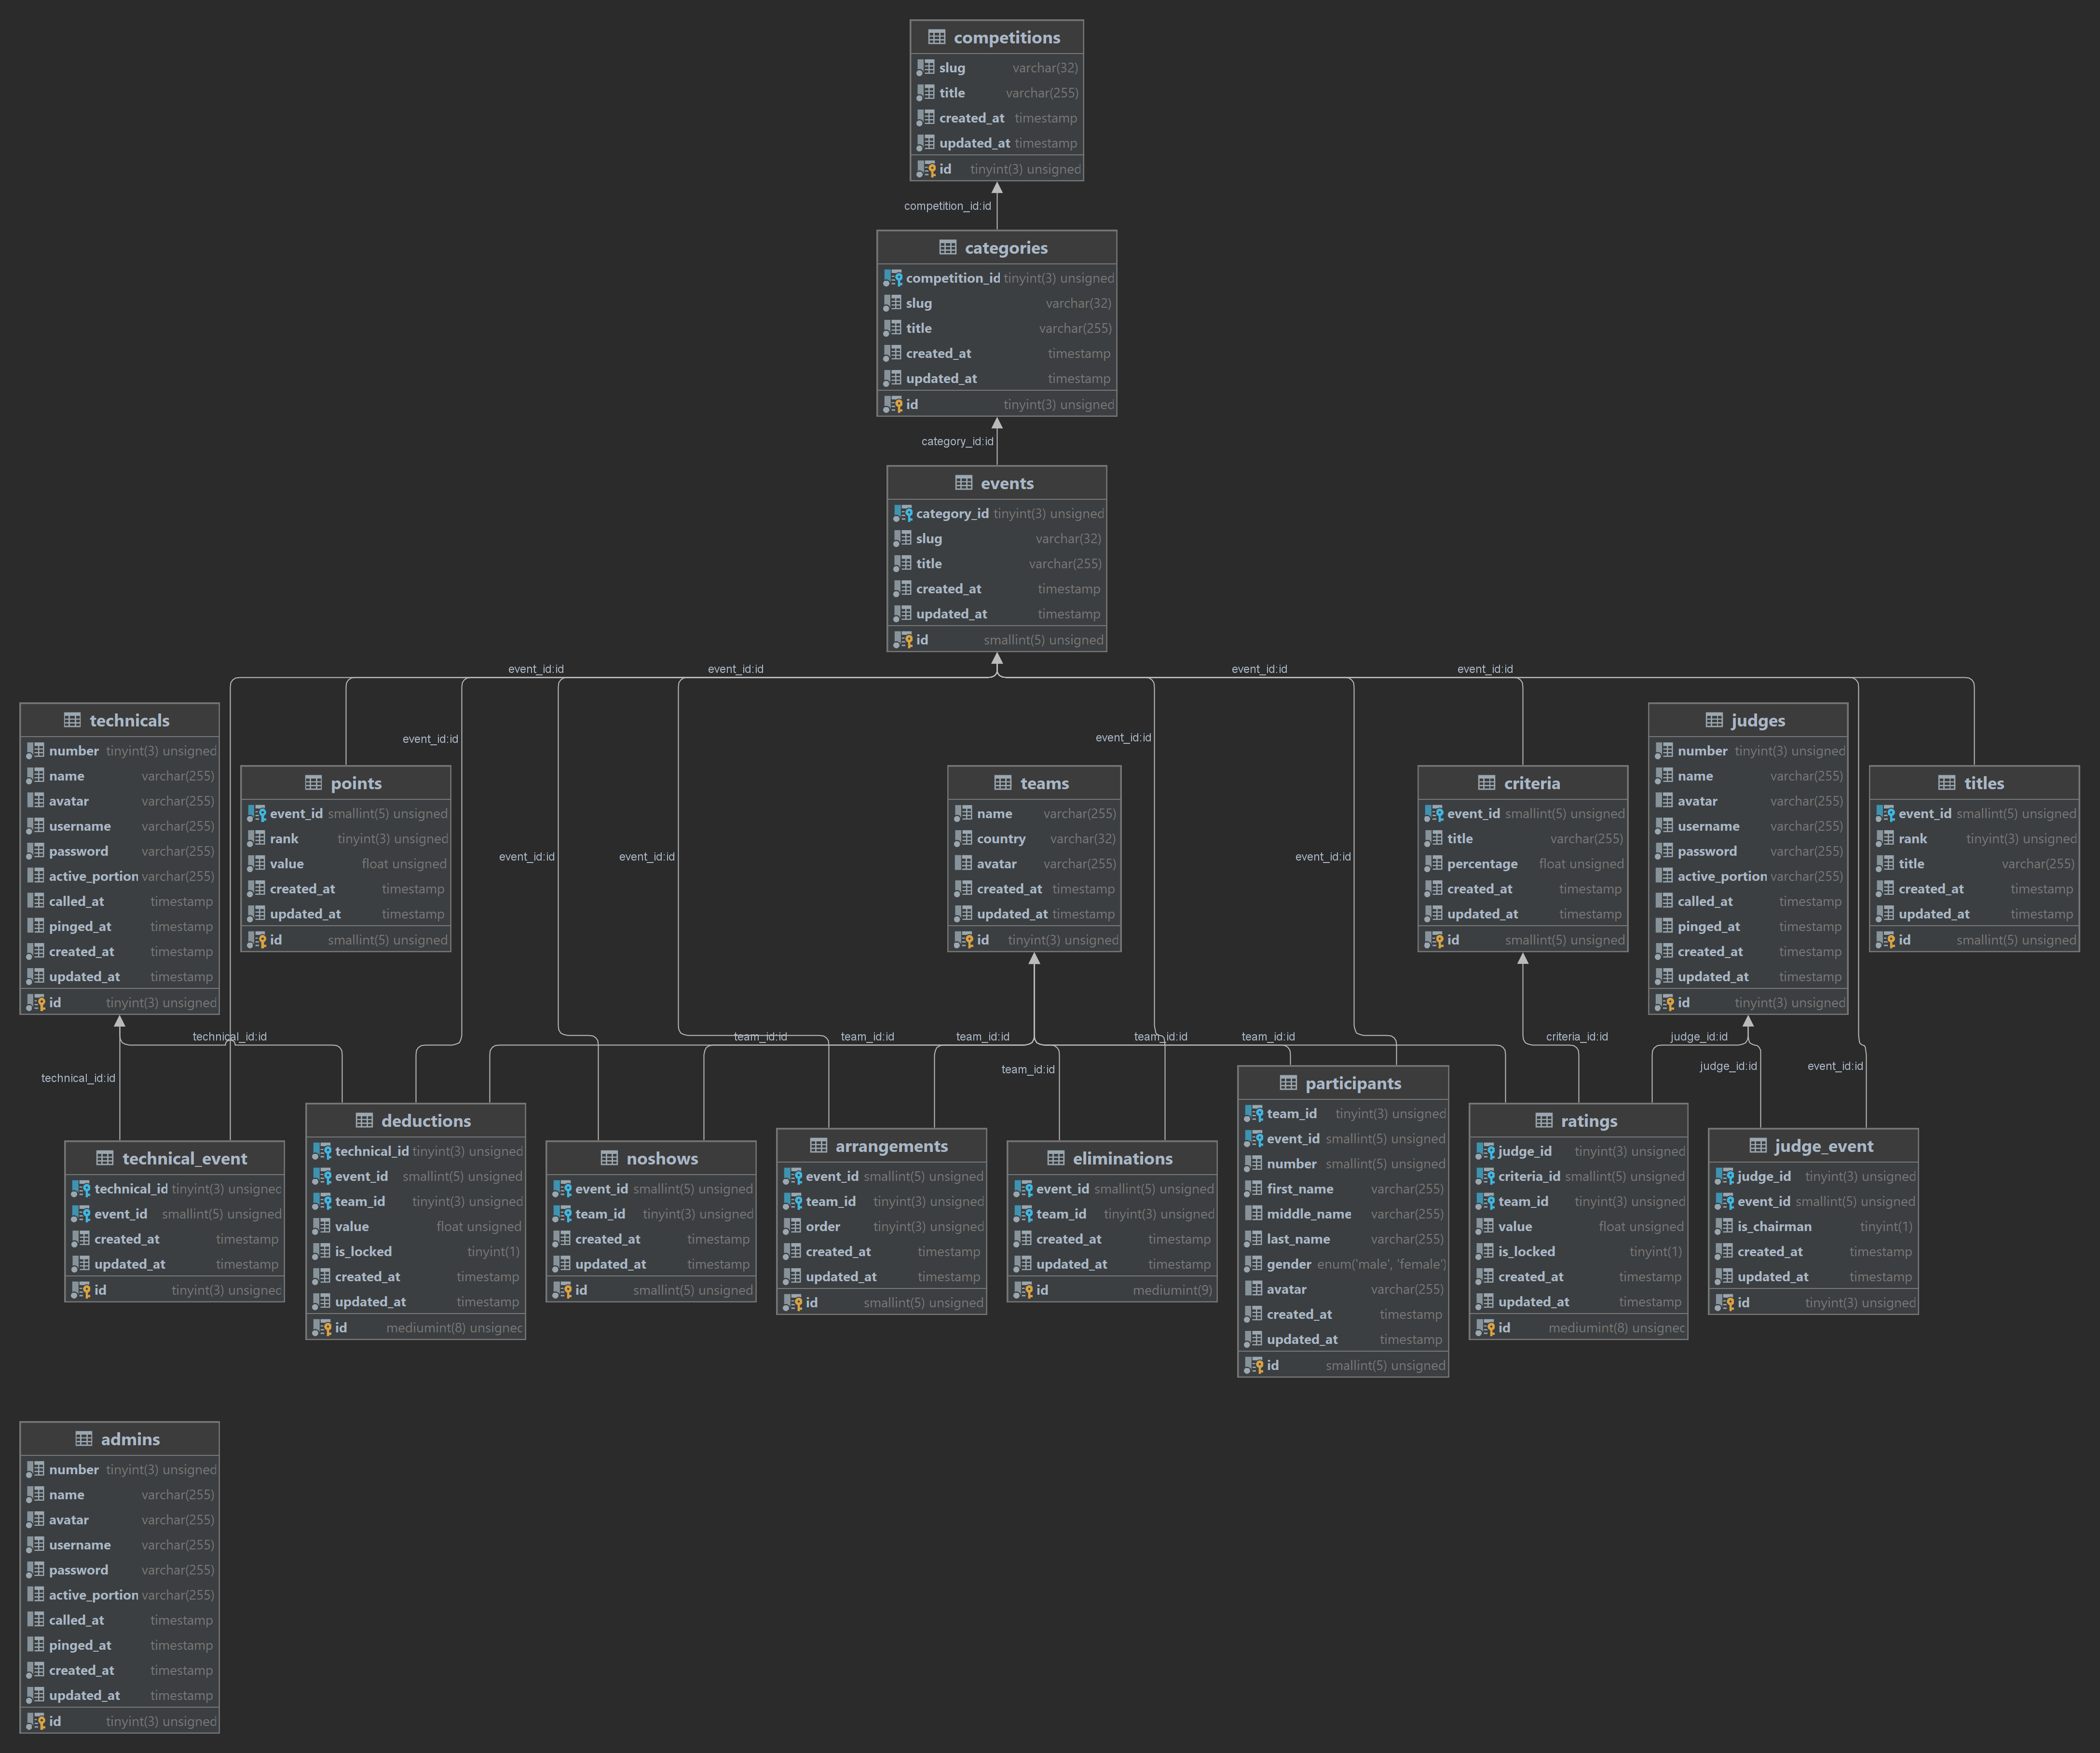 competitions
slug varchar(32)
title varchar(255)
created_at timestamp
updated_at timestamp
id tinyint(3) unsigned
competition_id:id
categories
competition_id tinyint(3) unsigned
slug varchar(32)
title varchar(255)
created_at timestamp
updated_at timestamp
id tinyint(3) unsigned
category_id:id
events
category_id tinyint(3) unsigned
slug varchar(32)
title varchar(255)
created_at timestamp
updated_at timestamp
id smallint(5) unsigned
event_id:id event_id:id event_id:id event_id:id
technicals
number tinyint(3) unsigned
name varchar(255)
avatar varchar(255)
username varchar(255)
password varchar(255)
active_portion varchar(255)
called_at timestamp
pinged_at timestamp
created_at timestamp
updated_at timestamp
id tinyint(3) unsigned
event_id:id
event_id:id
points
event_id smallint(5) unsigned
rank tinyint(3) unsigned
value float unsigned
created_at timestamp
updated_at timestamp
id smallint(5) unsigned
event_id:id event_id:id event_id:id
teams
name varchar(255)
country varchar(32)
avatar varchar(255)
created_at timestamp
updated_at timestamp
id tinyint(3) unsigned
criteria
event_id smallint(5) unsigned
title varchar(255)
percentage float unsigned
created_at timestamp
updated_at timestamp
id smallint(5) unsigned
judges
number tinyint(3) unsigned
name varchar(255)
avatar varchar(255)
username varchar(255)
password varchar(255)
active_portion varchar(255)
called_at timestamp
pinged_at timestamp
created_at timestamp
updated_at timestamp
id tinyint(3) unsigned
titles
event_id smallint(5) unsigned
rank tinyint(3) unsigned
title varchar(255)
created_at timestamp
updated_at timestamp
id smallint(5) unsigned
technical_id:id team_id:id team_id:id team_id:id team_id:id team_id:id criteria_id:id judge_id:id
technical_id:id team_id:id judge_id:id event_id:id
technical_event
technical_id tinyint(3) unsigned
event_id smallint(5) unsigned
created_at timestamp
updated_at timestamp
id tinyint(3) unsigned
deductions
technical_id tinyint(3) unsigned
event_id smallint(5) unsigned
team_id tinyint(3) unsigned
value float unsigned
is_locked tinyint(1)
created_at timestamp
updated_at timestamp
id mediumint(8) unsigned
noshows
event_id smallint(5) unsigned
team_id tinyint(3) unsigned
created_at timestamp
updated_at timestamp
id smallint(5) unsigned
arrangements
event_id smallint(5) unsigned
team_id tinyint(3) unsigned
order tinyint(3) unsigned
created_at timestamp
updated_at timestamp
id smallint(5) unsigned
eliminations
event_id smallint(5) unsigned
team_id tinyint(3) unsigned
created_at timestamp
updated_at timestamp
id mediumint(9)
participants
team_id tinyint(3) unsigned
event_id smallint(5) unsigned
number smallint(5) unsigned
first_name varchar(255)
middle_name varchar(255)
last_name varchar(255)
gender enum('male', 'female')
avatar varchar(255)
created_at timestamp
updated_at timestamp
id smallint(5) unsigned
ratings
judge_id tinyint(3) unsigned
criteria_id smallint(5) unsigned
team_id tinyint(3) unsigned
value float unsigned
is_locked tinyint(1)
created_at timestamp
updated_at timestamp
id mediumint(8) unsigned
judge_event
judge_id tinyint(3) unsigned
event_id smallint(5) unsigned
is_chairman tinyint(1)
created_at timestamp
updated_at timestamp
id tinyint(3) unsigned
admins
number tinyint(3) unsigned
name varchar(255)
avatar varchar(255)
username varchar(255)
password varchar(255)
active_portion varchar(255)
called_at timestamp
pinged_at timestamp
created_at timestamp
updated_at timestamp
id tinyint(3) unsigned